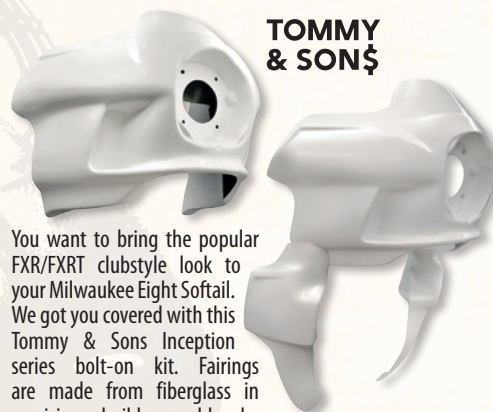 TOMMY
& SON$
You want to bring the popular
FXR/FXRT clubstyle look to
your Milwaukee Eight Softail.
We got you covered with this
Tommy & Sons Inception
series bolt-on kit. Fairings
are made from fiberglass in